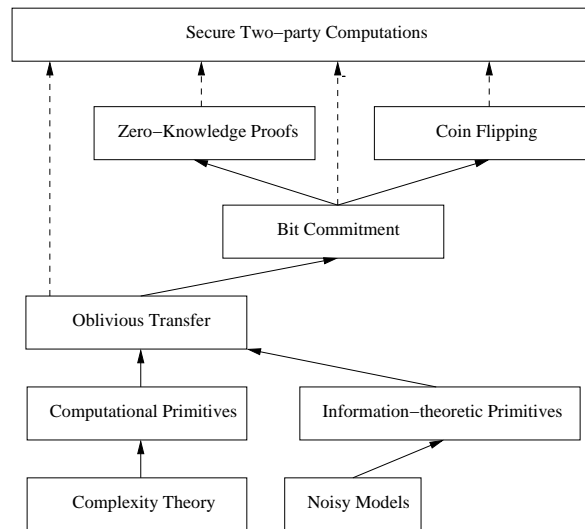 Secure Two−party Computations
Zero−Knowledge Proofs
Coin Flipping
Bit Commitment
Oblivious Transfer
Computational Primitives
Information−theoretic Primitives
Complexity Theory
Noisy Models